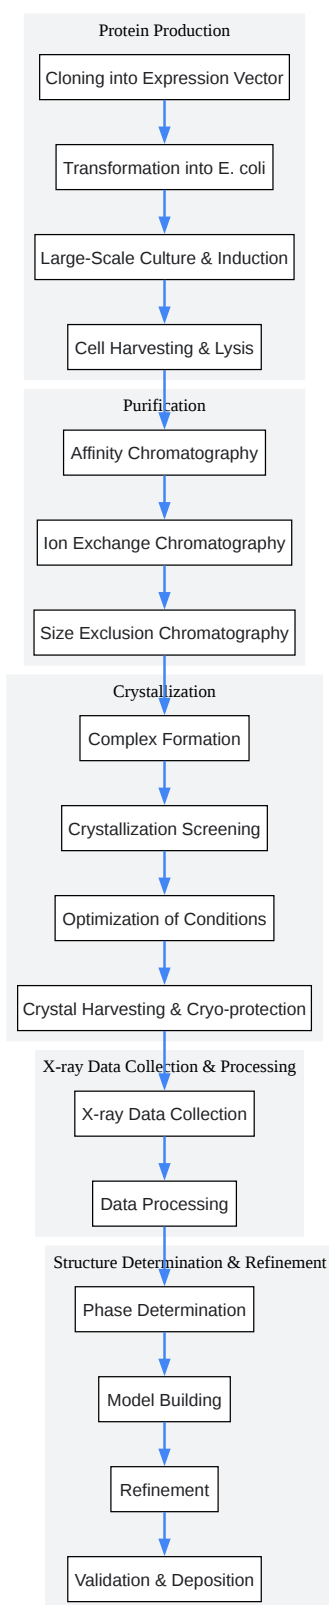 Protein Production
Cloning into Expression Vector
Transformation into E. coli
Large-Scale Culture & Induction
Cell Harvesting & Lysis
Purification
Affinity Chromatography
Ion Exchange Chromatography
Size Exclusion Chromatography
Crystallization
Complex Formation
Crystallization Screening
Optimization of Conditions
Crystal Harvesting & Cryo-protection
X-ray Data Collection & Processing
X-ray Data Collection
Data Processing
Structure Determination & Refinement
Phase Determination
Model Building
Refinement
Validation & Deposition